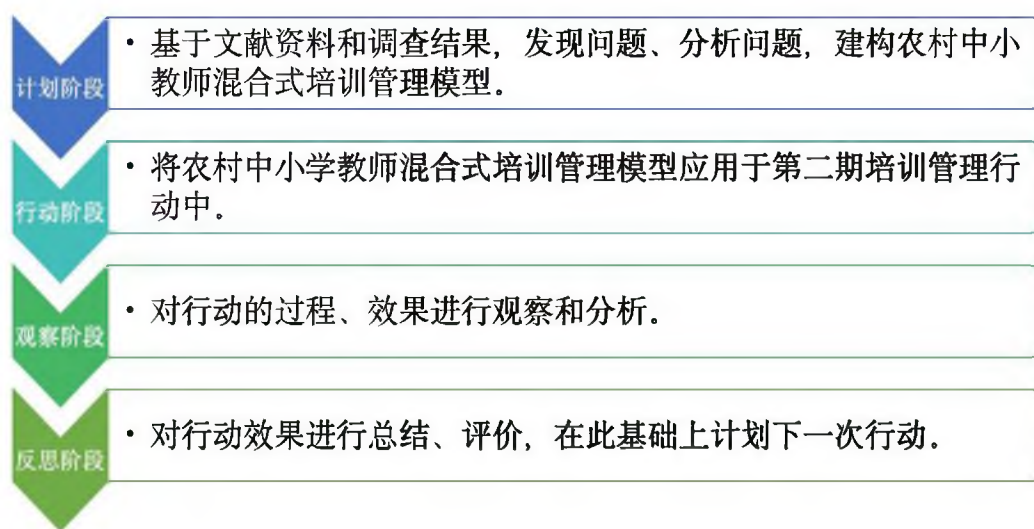 计划阶段
• 基于文献资料和调查结果，发现问题、分析问题，建构农村中小
教师混合式培训管理模型。
行动阶段
• 将农村中小学教师混合式培训管理模型应用于第二期培训管理行
动中。
观察阶段
• 对行动的过程、效果进行观察和分析。
反思阶段
• 对行动效果进行总结、评价，在此基础上计划下一次行动。